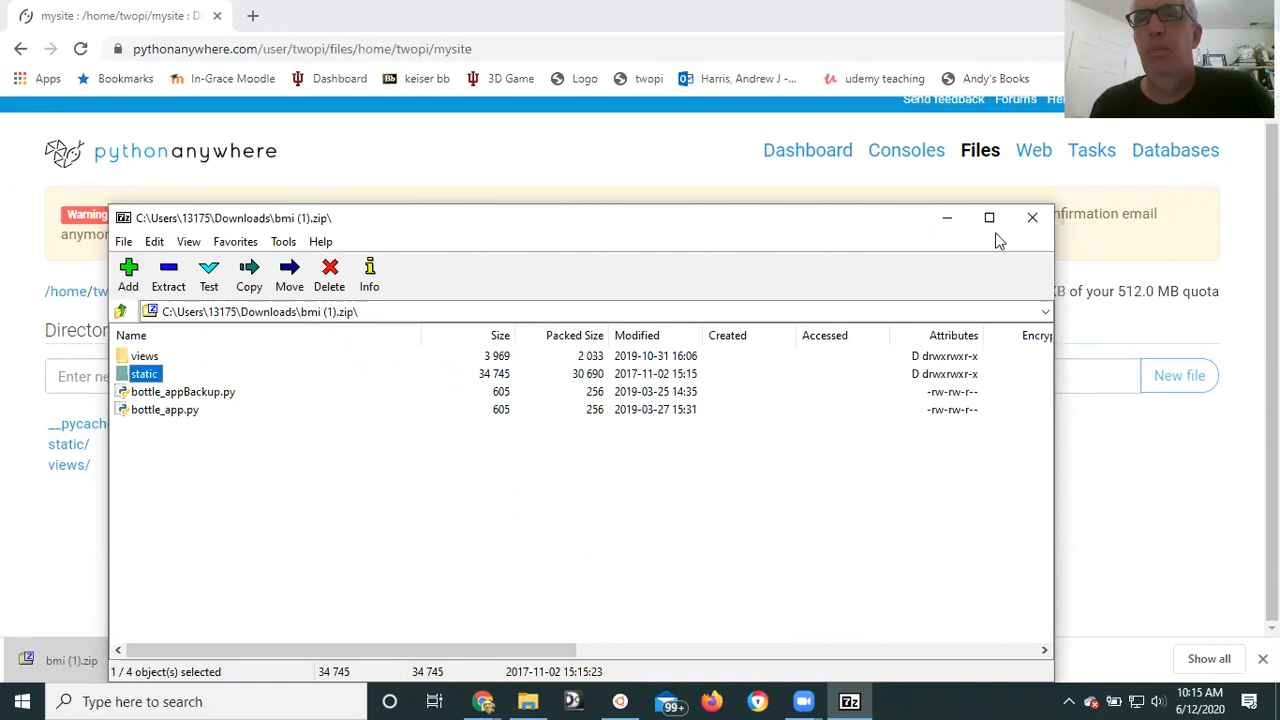 mysite : /home/twopi/mysite : D
pythonanywhere.com/user/twopi/files/home/twopi/mysite
Apps Bookmarks In-Grace Moodle Dashboard Bb keiser bb 3D Game Logo twopi Harris, Andrew J -... udemy teaching Andy's Books
Send feedback Forums Hel
pythonanywhere Dashboard Consoles Files Web Tasks Databases
Warning nfirmation email
anymor
C:\Users\13175\Downloads\bmi (1).zip\
File Edit View Favorites Tools Help
Add Extract Test Copy Move Delete Info
/home/tw B of your 512.0 MB quota
C:\Users\13175\Downloads\bmi (1).zip\
Director
Name Size Packed Size Modified Created Accessed Attributes Encryp
views 3 969 2 033 2019-10-31 16:06 D drwxrwxr-x
static 34 745 30 690 2017-11-02 15:15 D drwxrwxr-x
Enter ne New file
bottle_appBackup.py 605 256 2019-03-25 14:35 -rw-rw-r--
bottle_app.py 605 256 2019-03-27 15:31 -rw-rw-r--
__pycach
static/
views/
1 / 4 object(s) selected 34 745 34 745 2017-11-02 15:15:23
bmi (1).zip Show all
Type here to search 99+ 7z
10:15 AM
6/12/2020